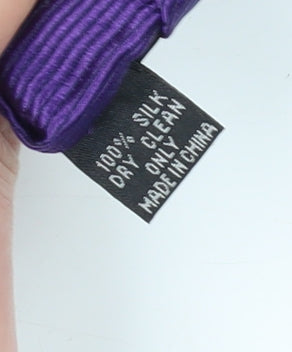 100% SILK
DRY CLEAN
ONLY
MADE IN CHINA